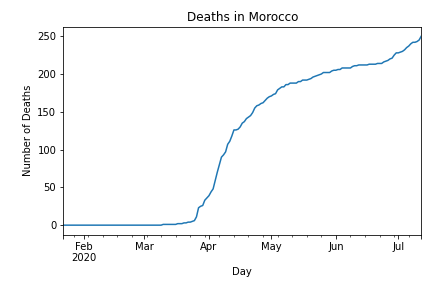 Deaths in Morocco
250
200
150
100
50
0
Number of Deaths
Feb
2020
Mar
Apr
May
Jun
Jul
Day